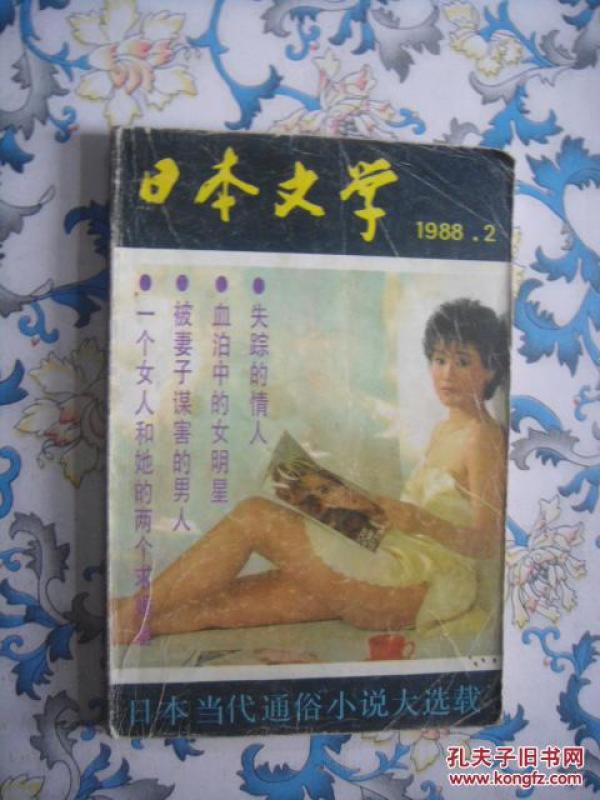 日本文学
1988.2
•失踪的情人
•血泊中的女明星
•被妻子谋害的男人
•一个女人和她的两个求
日本当代通俗小说大选载
孔夫子旧书网
www.kongfz.com